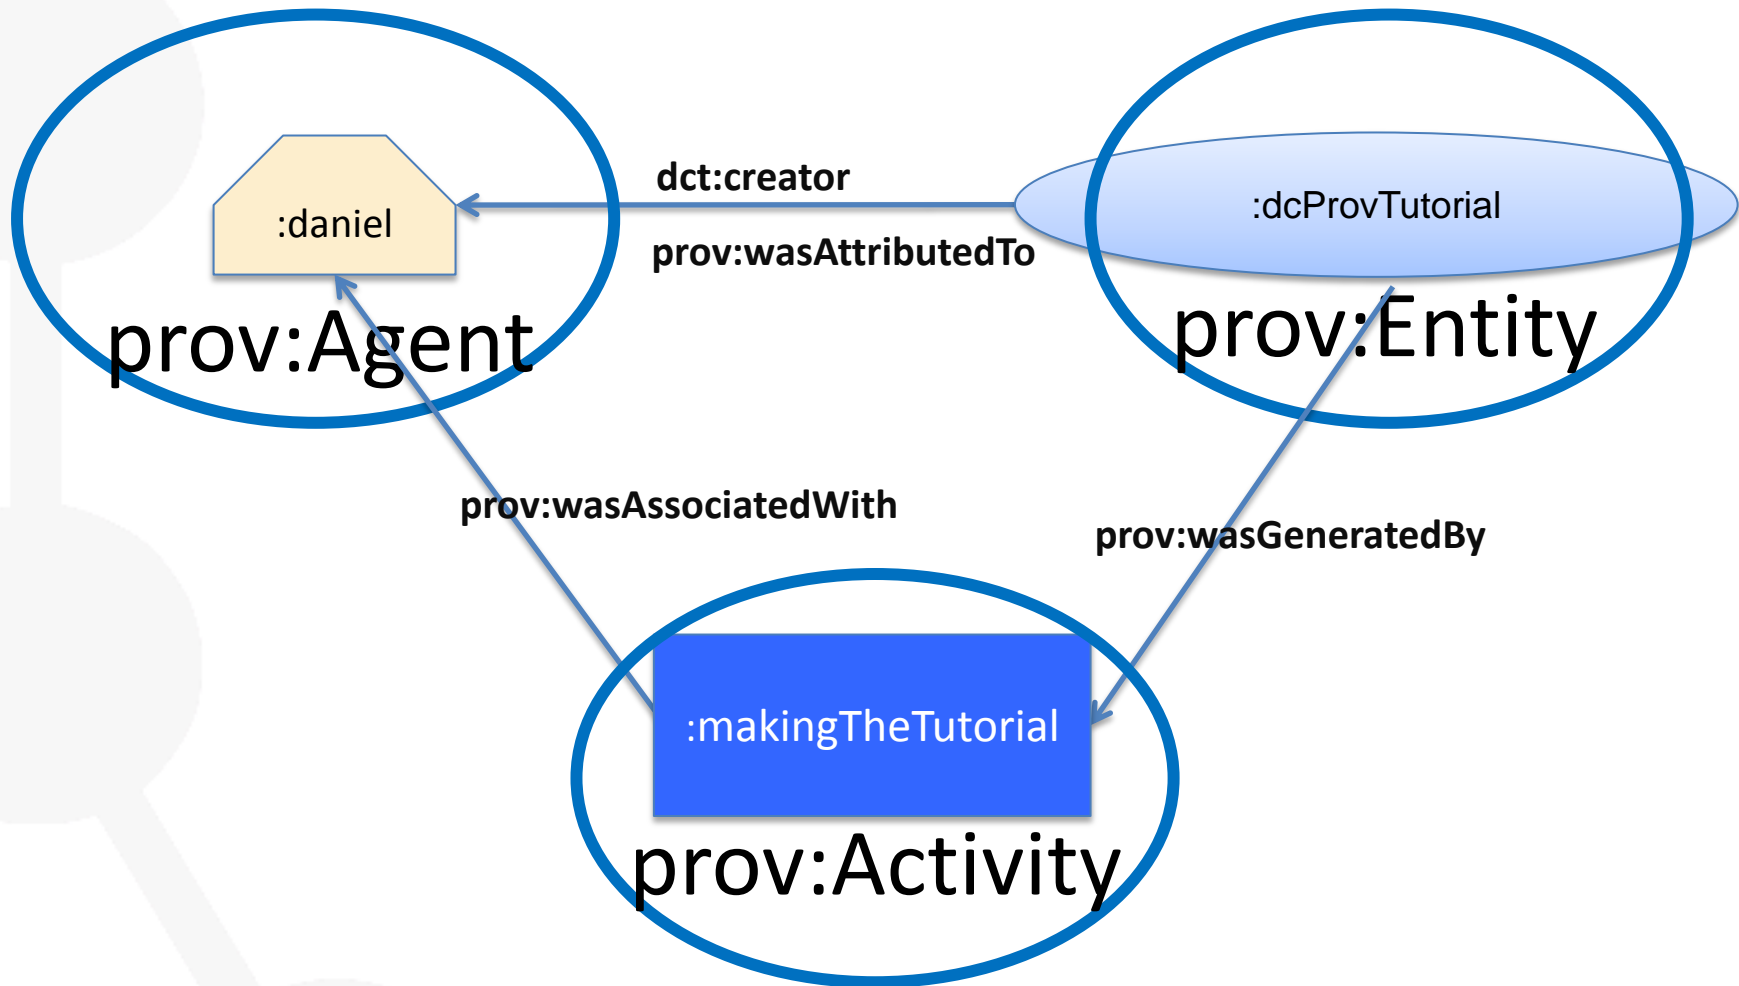 dct:creator
:dcProvTutorial
:daniel
prov:wasAttributedTo
prov:Agent
prov:Entity
prov:wasAssociatedWith
prov:wasGeneratedBy
:makingTheTutorial
prov:Activity